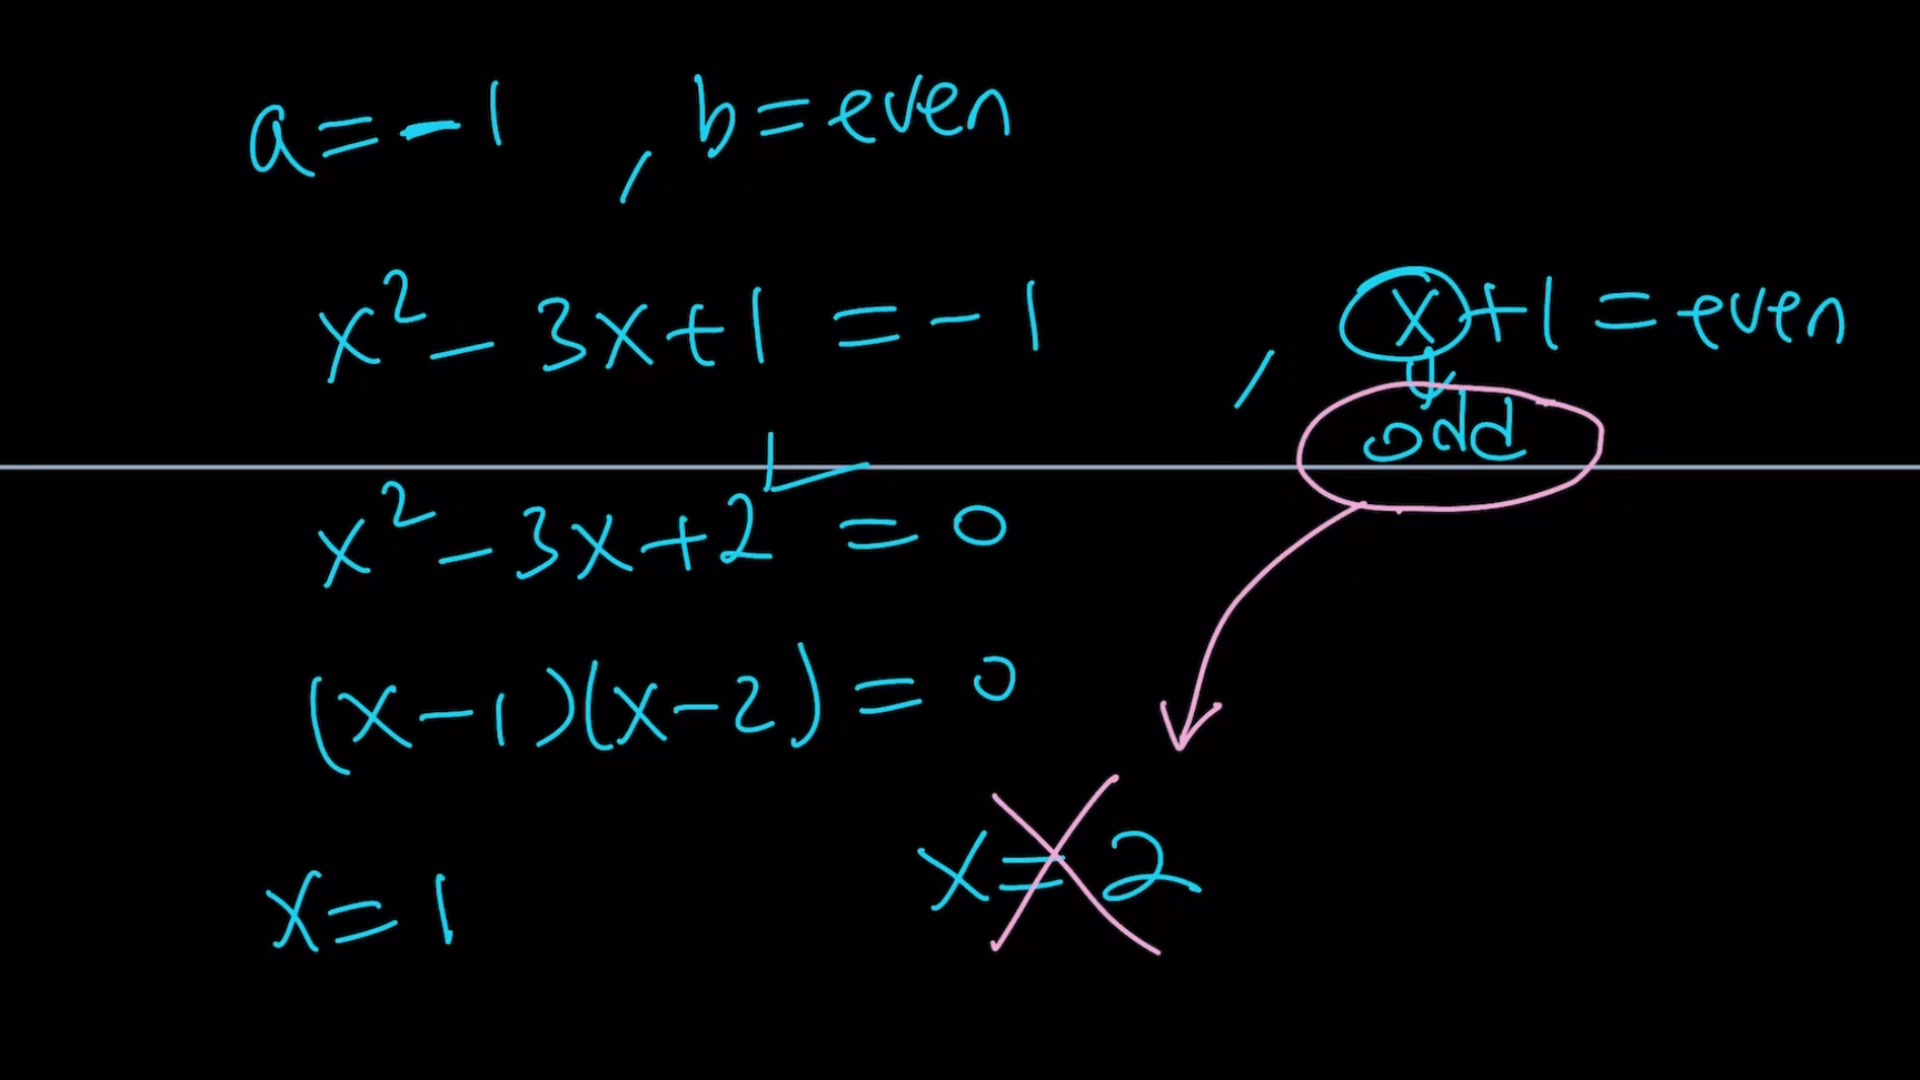 a=-1 , b=even
x²-3x+1=-1 , x+1=even
odd
x²-3x+2=0
(x-1)(x-2)=0
x=1 x=2